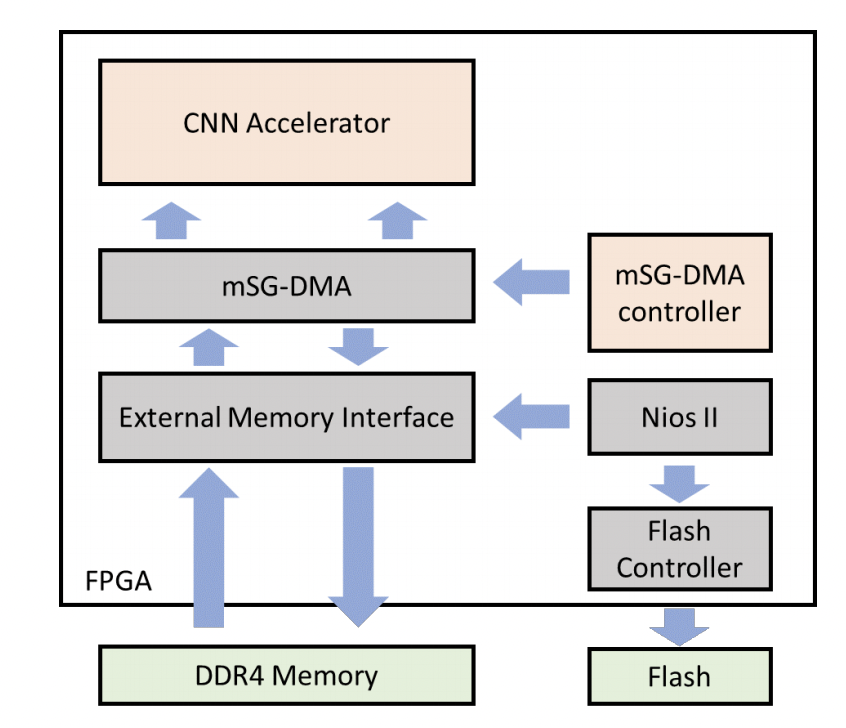 CNN Accelerator
mSG-DMA
mSG-DMA
controller
External Memory Interface
Nios II
Flash
Controller
FPGA
DDR4 Memory
Flash